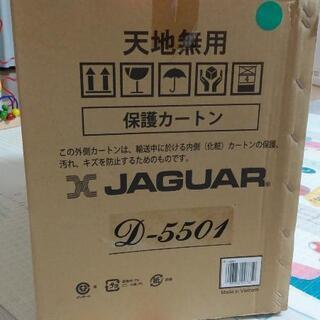 天地無用
保護カートン
この外側カートンは、輸送中に於ける内側（化粧）カートンの保護、
汚れ、キズを防止するためのものです。
JAGUAR®
D-5501
Made in Vietnam